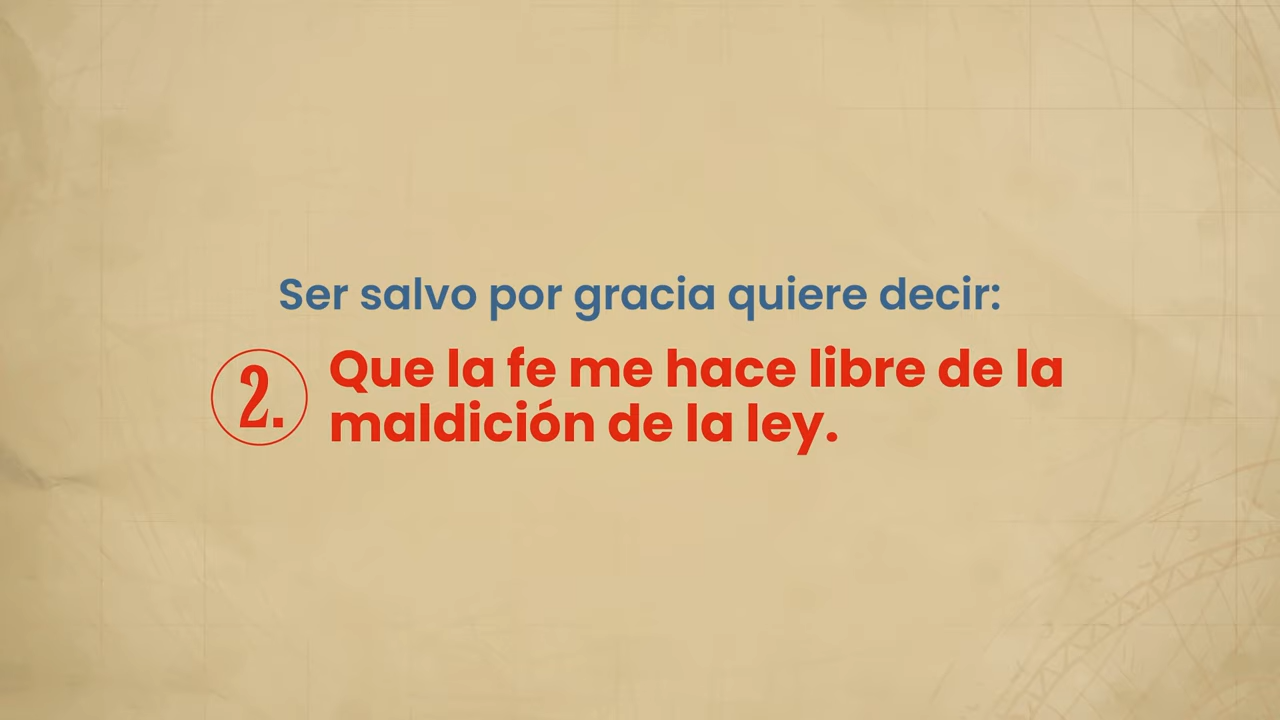 Ser salvo por gracia quiere decir:
2. Que la fe me hace libre de la
maldición de la ley.